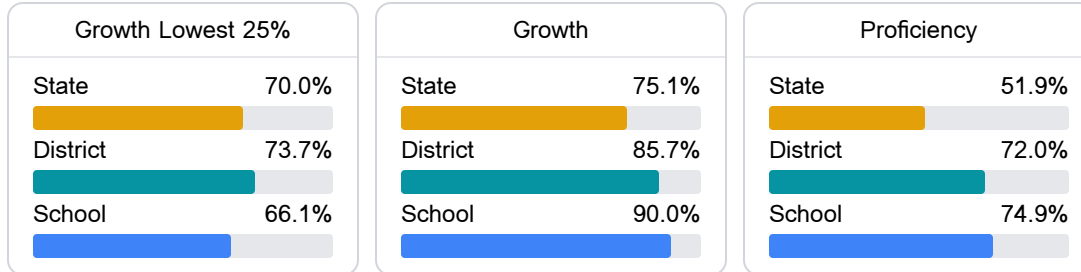 Growth Lowest 25%
State 70.0%
District 73.7%
School 66.1%
Growth
State 75.1%
District 85.7%
School 90.0%
Proficiency
State 51.9%
District 72.0%
School 74.9%